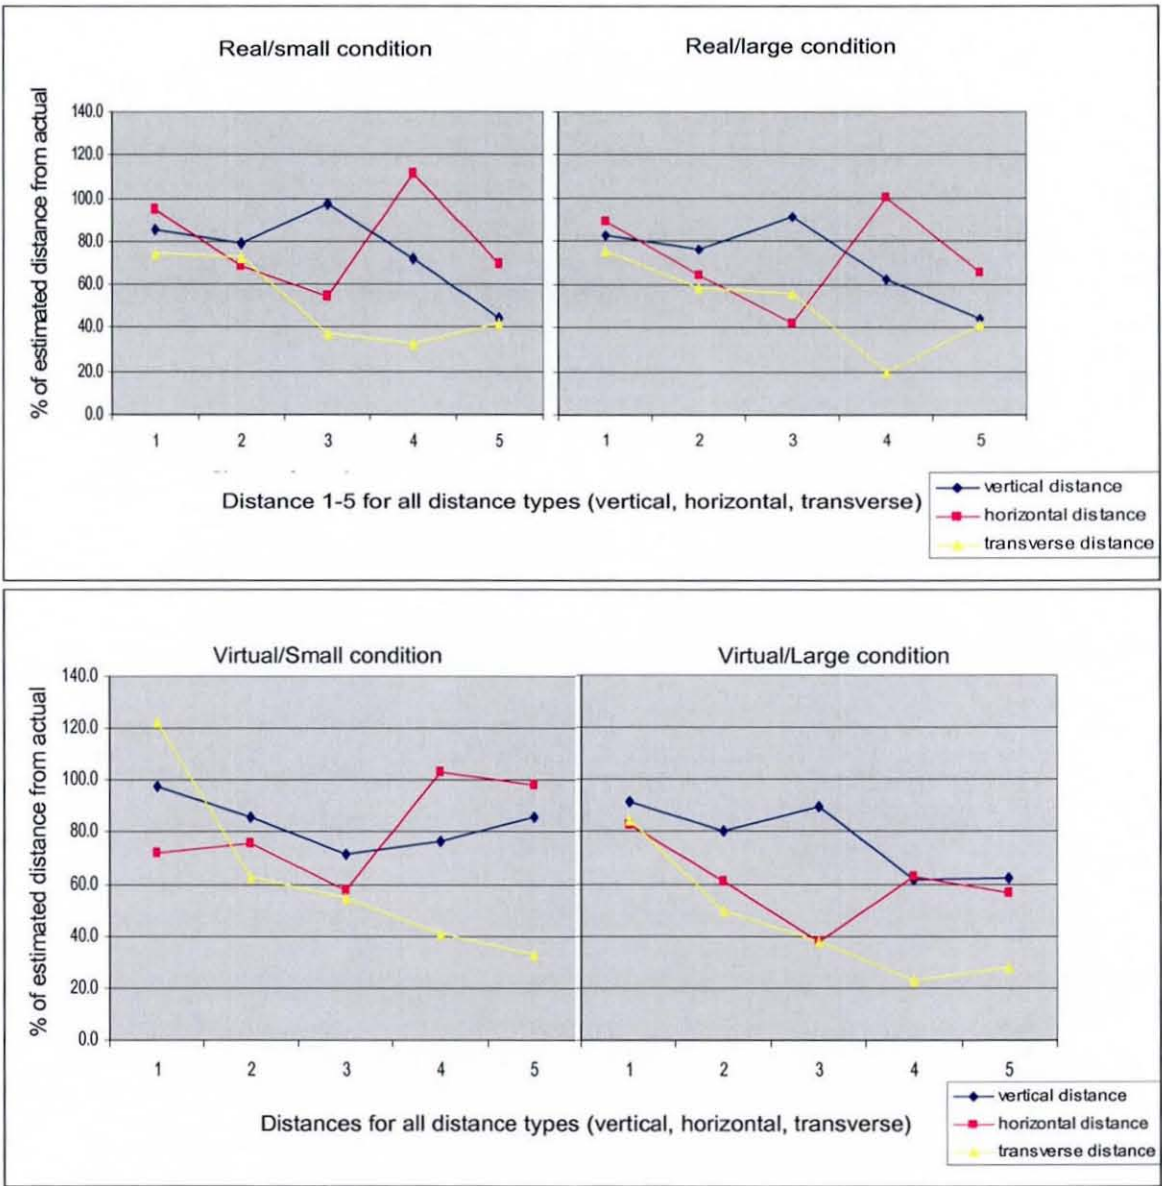 Real/small condition
Real/large condition
% of estimated distance from actual
140.0
120.0
100.0
80.0
60.0
40.0
20.0
0.0
1 2 3 4 5
1 2 3 4 5
Distance 1-5 for all distance types (vertical, horizontal, transverse)
vertical distance
horizontal distance
transverse distance
Virtual/Small condition
Virtual/Large condition
% of estimated distance from actual
140.0
120.0
100.0
80.0
60.0
40.0
20.0
0.0
1 2 3 4 5
1 2 3 4 5
Distances for all distance types (vertical, horizontal, transverse)
vertical distance
horizontal distance
transverse distance